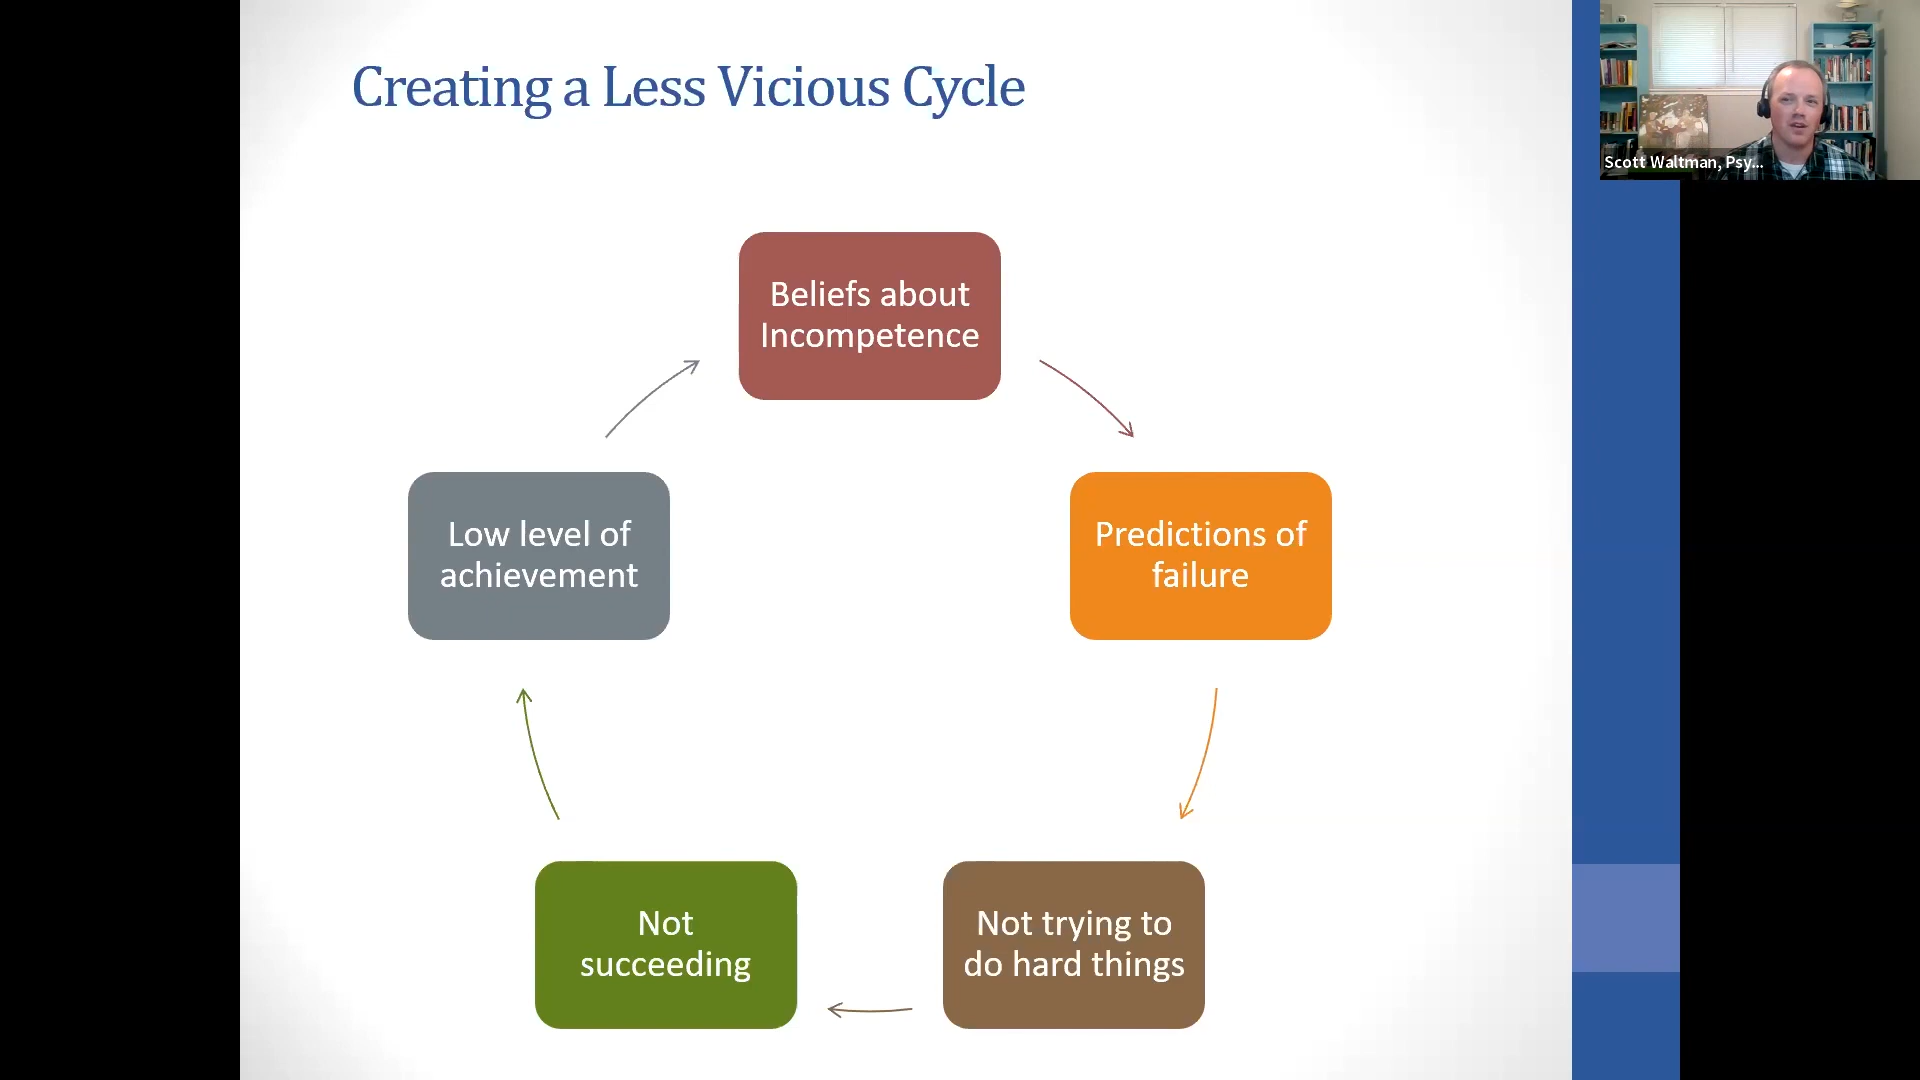 Creating a Less Vicious Cycle
Scott Waltman, Psy...
Beliefs about
Incompetence
Predictions of
failure
Not trying to
do hard things
Not
succeeding
Low level of
achievement